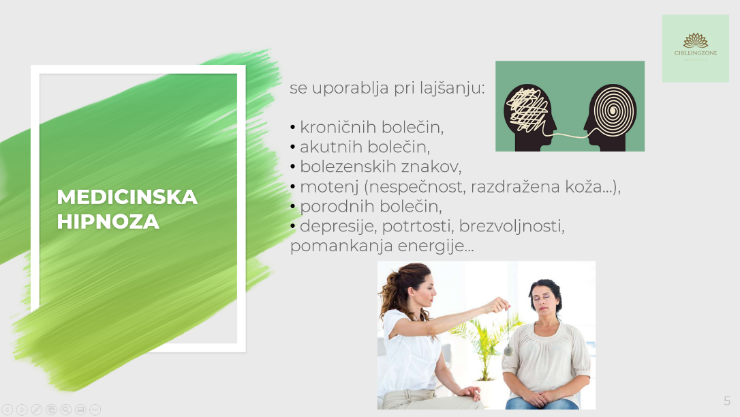 CHILLINGZONE
se uporablja pri lajšanju:
• kroničnih bolečin,
• akutnih bolečin,
• bolezenskih znakov,
• motenj (nespečnost, razdražena koža...),
• porodnih bolečin,
• depresije, potrtosti, brezvoljnosti,
pomankanja energije...
MEDICINSKA
HIPNOZA
5